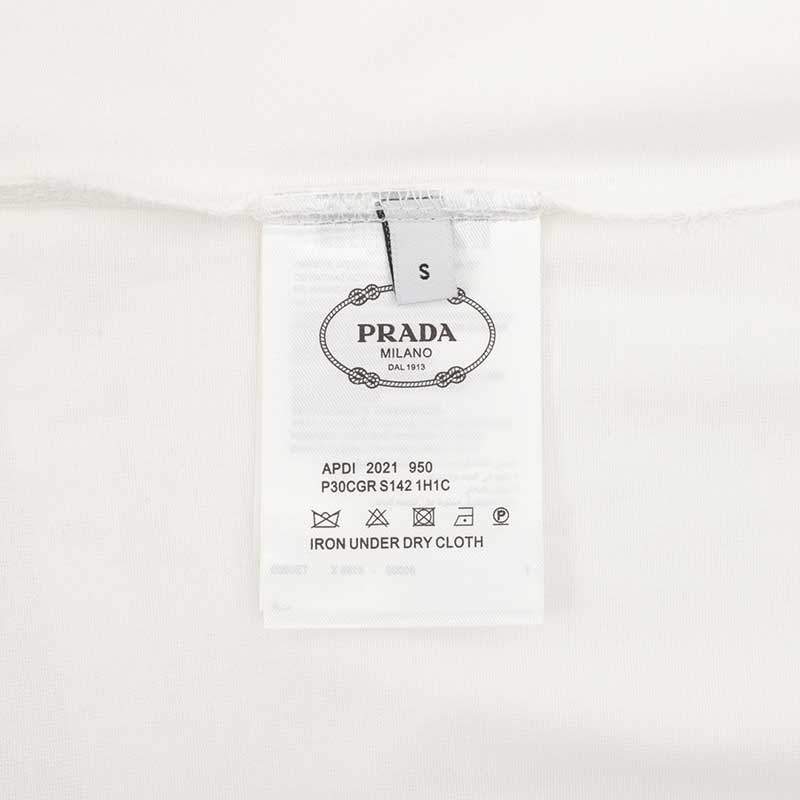 S
PRADA
MILANO
DAL 1913
APDI 2021 950
P30CGR S142 1H1C
IRON UNDER DRY CLOTH